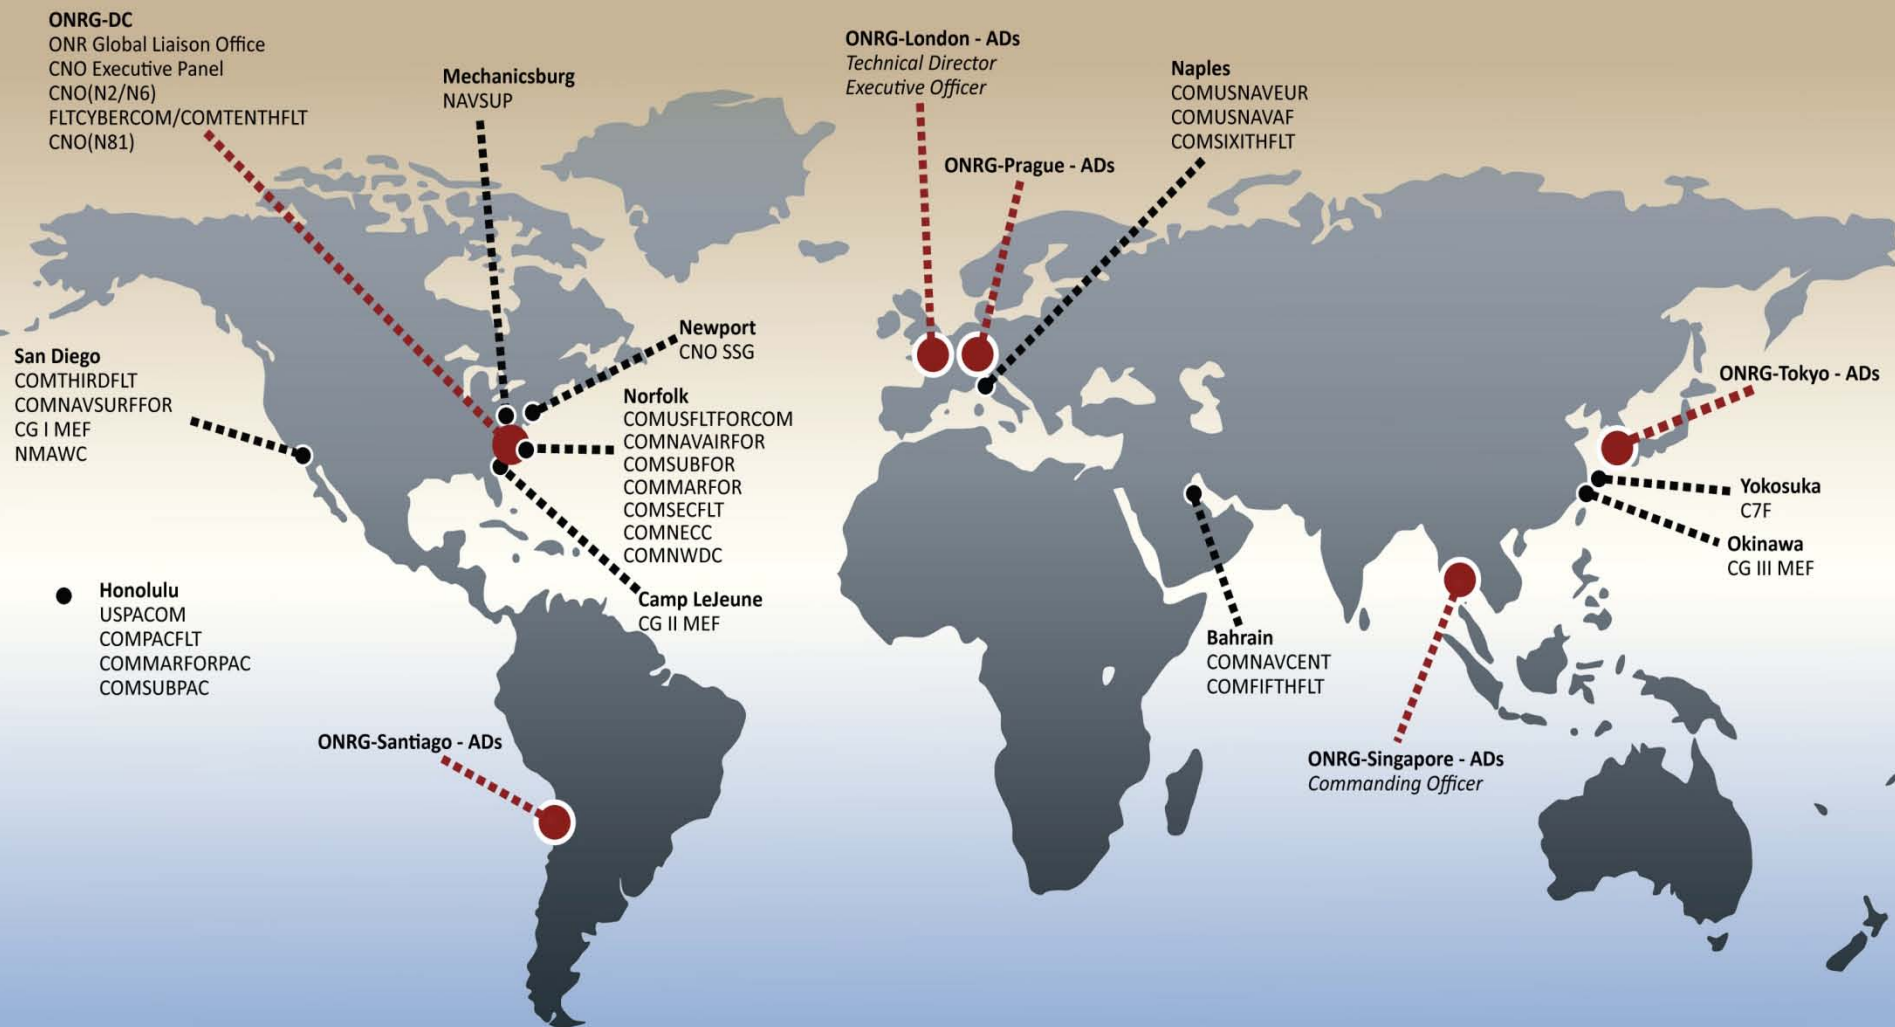 ONRG-DC
ONR Global Liaison Office
CNO Executive Panel
CNO(N2/N6)
FLTCYBERCOM/COMTENTHFLT
CNO(N81)
Mechanicsburg
NAVSUP
ONRG-London - ADs
Technical Director
Executive Officer
Naples
COMUSNAVEUR
COMUSNAVAF
COMSIXITHFLT
ONRG-Prague - ADs
Newport
CNO SSG
San Diego
COMTHIRDFLT
COMNAVSURFFOR
CG I MEF
NMAWC
Norfolk
COMUSFLTFORCOM
COMNAVAIRFOR
COMSUBFOR
COMMARFOR
COMSECFLT
COMNECC
COMNWDC
ONRG-Tokyo - ADs
Yokosuka
C7F
Okinawa
CG III MEF
Honolulu
USPACOM
COMPACFLT
COMMARFORPAC
COMSUBPAC
Camp LeJeune
CG II MEF
Bahrain
COMNAVCENT
COMFIFTHFLT
ONRG-Santiago - ADs
ONRG-Singapore - ADs
Commanding Officer